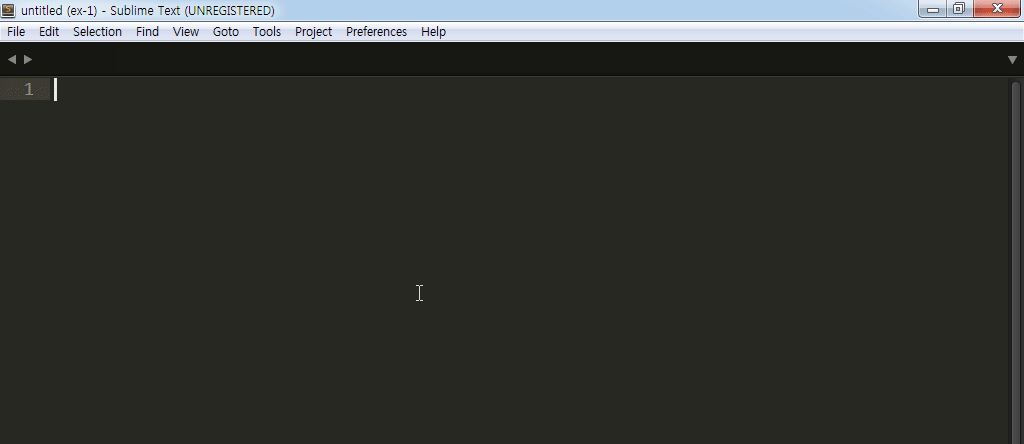 untitled (ex-1) - Sublime Text (UNREGISTERED)
File Edit Selection Find View Goto Tools Project Preferences Help
1